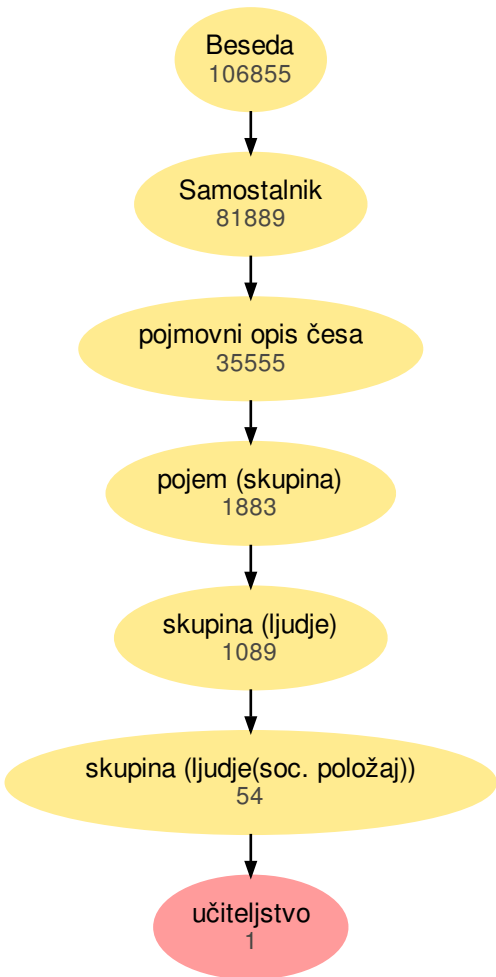 Beseda
106855
Samostalnik
81889
pojmovni opis česa
35555
pojem (skupina)
1883
skupina (ljudje)
1089
skupina (ljudje(soc. položaj))
54
učiteljstvo
1